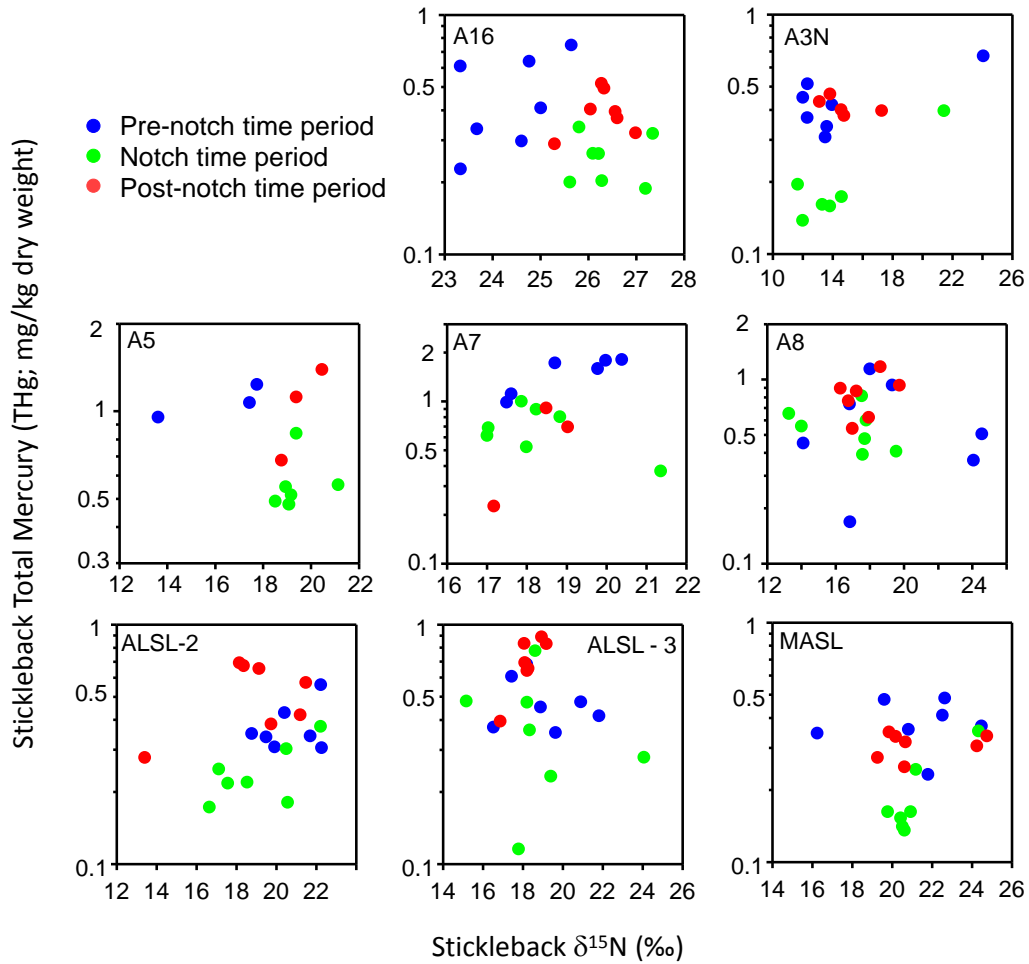 Stickleback Total Mercury (THg; mg/kg dry weight)
Pre-notch time period
Notch time period
Post-notch time period
A16
1
0.5
0.1
23 24 25 26 27 28
A3N
1
0.5
0.1
10 14 18 22 26
A5
2
1
0.5
0.3
12 14 16 18 20 22
A7
2
1
0.1
16 17 18 19 20 21 22
A8
2
1
0.5
0.1
12 16 20 24
ALSL-2
1
0.5
0.1
12 14 16 18 20 22
ALSL - 3
1
0.5
0.1
14 16 18 20 22 24 26
MASL
1
0.5
0.1
14 16 18 20 22 24 26
Stickleback δ¹⁵N (‰)